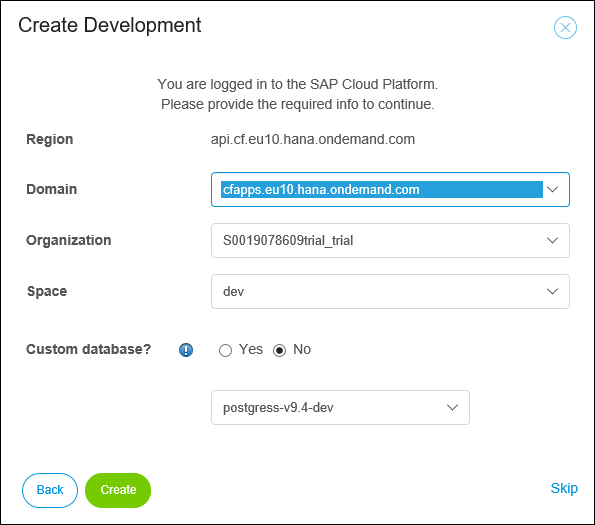 Create Development
You are logged in to the SAP Cloud Platform.
Please provide the required info to continue.
Region api.cf.eu10.hana.ondemand.com
Domain cfapps.eu10.hana.ondemand.com
Organization S0019078609trial_trial
Space dev
Custom database? ! Yes No
postgress-v9.4-dev
Back Create Skip